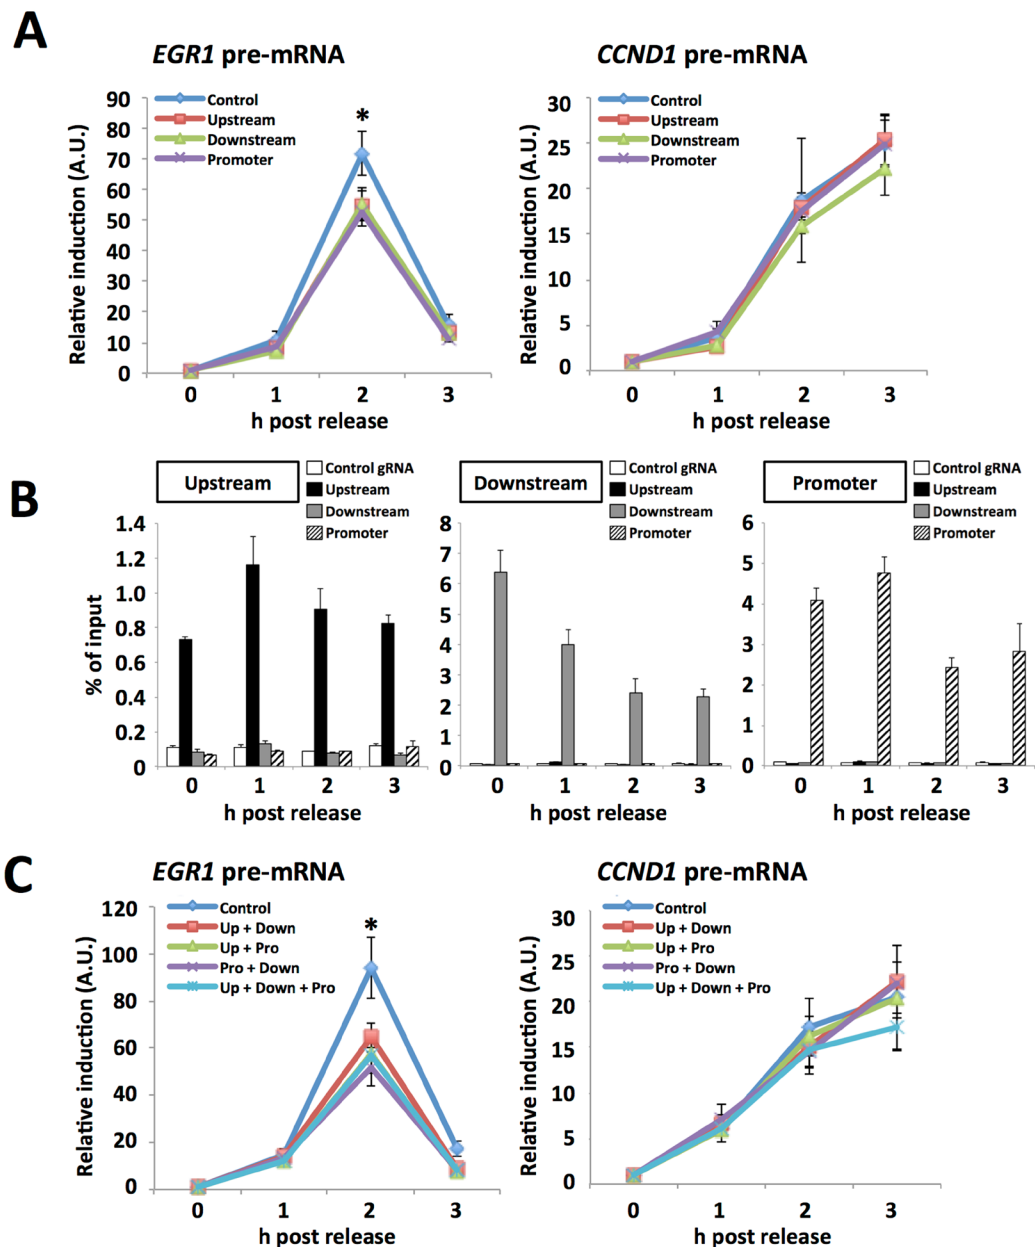 A
EGR1 pre-mRNA
Relative induction (A.U.)
90
80
70
60
50
40
30
20
10
0
Control
Upstream
Downstream
Promoter
*
0 1 2 3
h post release
CCND1 pre-mRNA
Relative induction (A.U.)
30
25
20
15
10
5
0
Control
Upstream
Downstream
Promoter
0 1 2 3
h post release
B
Upstream
Control gRNA
Upstream
Downstream
Promoter
% of input
1.4
1.2
1.0
0.8
0.6
0.4
0.2
0
0 1 2 3
h post release
Downstream
Control gRNA
Upstream
Downstream
Promoter
8
7
6
5
4
3
2
1
0
0 1 2 3
h post release
Promoter
Control gRNA
Upstream
Downstream
Promoter
6
5
4
3
2
1
0
0 1 2 3
h post release
C
EGR1 pre-mRNA
Relative induction (A.U.)
120
100
80
60
40
20
0
Control
Up + Down
Up + Pro
Pro + Down
Up + Down + Pro
*
0 1 2 3
h post release
CCND1 pre-mRNA
Relative induction (A.U.)
30
25
20
15
10
5
0
Control
Up + Down
Up + Pro
Pro + Down
Up + Down + Pro
0 1 2 3
h post release